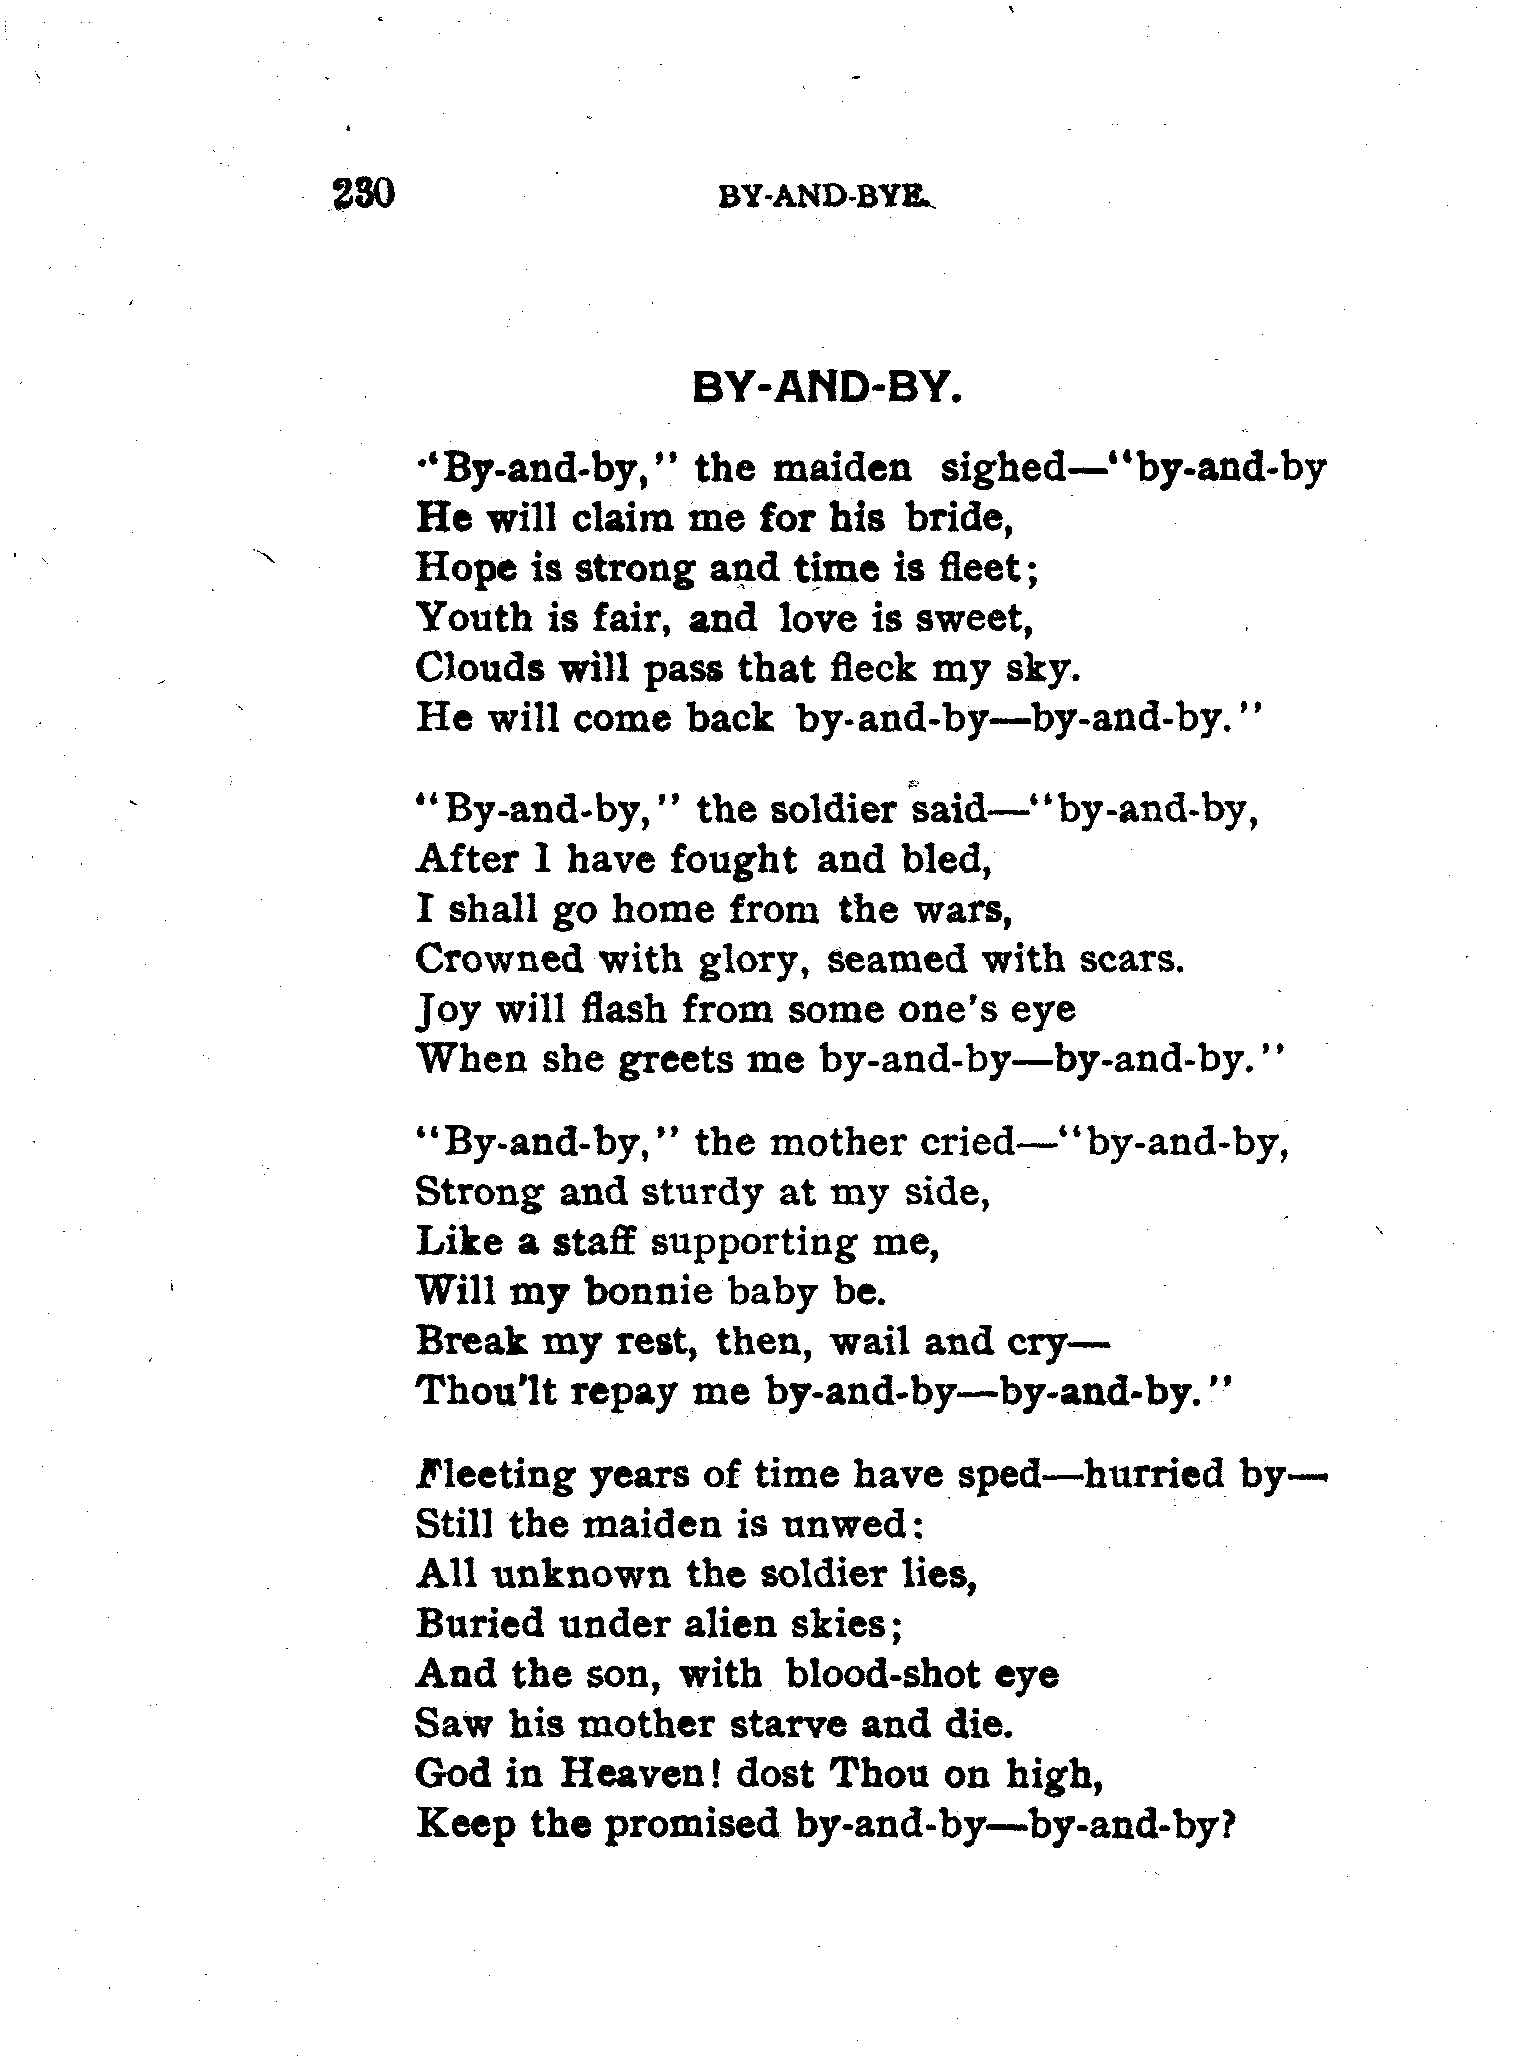 230 BY-AND-BYE.
BY-AND-BY.
"By-and-by," the maiden sighed—"by-and-by
He will claim me for his bride,
Hope is strong and time is fleet;
Youth is fair, and love is sweet,
Clouds will pass that fleck my sky.
He will come back by-and-by—by-and-by."
"By-and-by," the soldier said—"by-and-by,
After I have fought and bled,
I shall go home from the wars,
Crowned with glory, seamed with scars.
Joy will flash from some one's eye
When she greets me by-and-by—by-and-by."
"By-and-by," the mother cried—"by-and-by,
Strong and sturdy at my side,
Like a staff supporting me,
Will my bonnie baby be.
Break my rest, then, wail and cry—
Thou'lt repay me by-and-by—by-and-by."
Fleeting years of time have sped—hurried by—
Still the maiden is unwed:
All unknown the soldier lies,
Buried under alien skies;
And the son, with blood-shot eye
Saw his mother starve and die.
God in Heaven! dost Thou on high,
Keep the promised by-and-by—by-and-by?